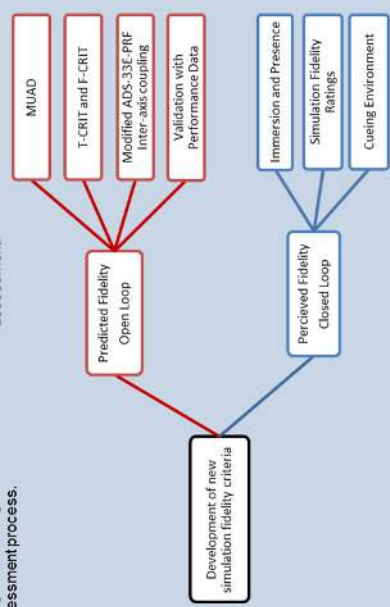 essment process.
Development of new
simulation fidelity criteria
Predicted Fidelity
Open Loop
MUAD
T-CRIT and F-CRIT
Modified ADS-33E-PRF
Inter-axis coupling
Validation with
Performance Data
Percieved Fidelity
Closed Loop
Immersion and Presence
Simulation Fidelity
Ratings
Cueing Environment